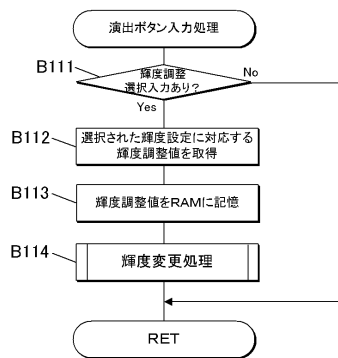 演出ボタン入力処理
B111
輝度調整
選択入力あり?
No
Yes
B112
選択された輝度設定に対応する
輝度調整値を取得
B113
輝度調整値をRAMに記憶
B114
輝度変更処理
RET